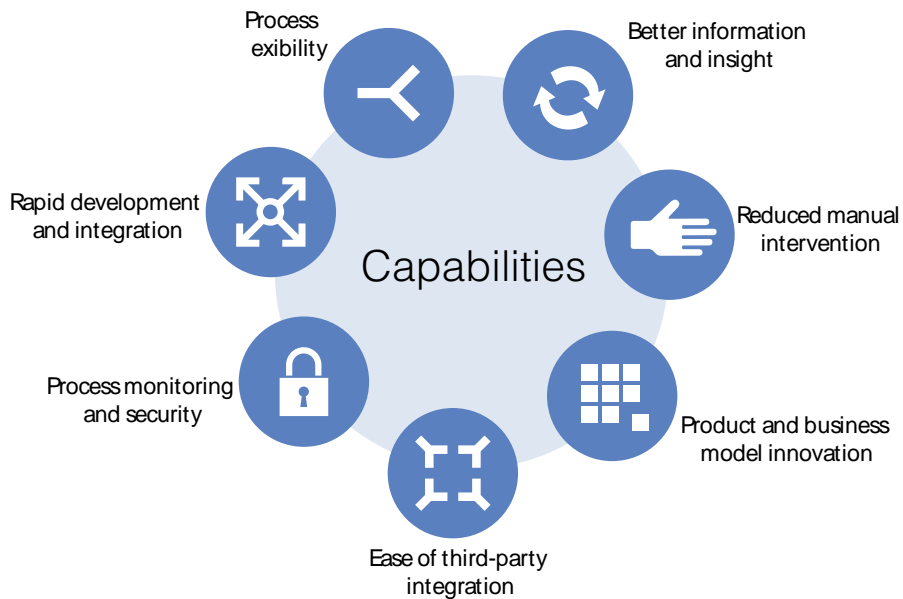 Process
exibility
Better information
and insight
Rapid development
and integration
Reduced manual
intervention
Capabilities
Process monitoring
and security
Product and business
model innovation
Ease of third-party
integration